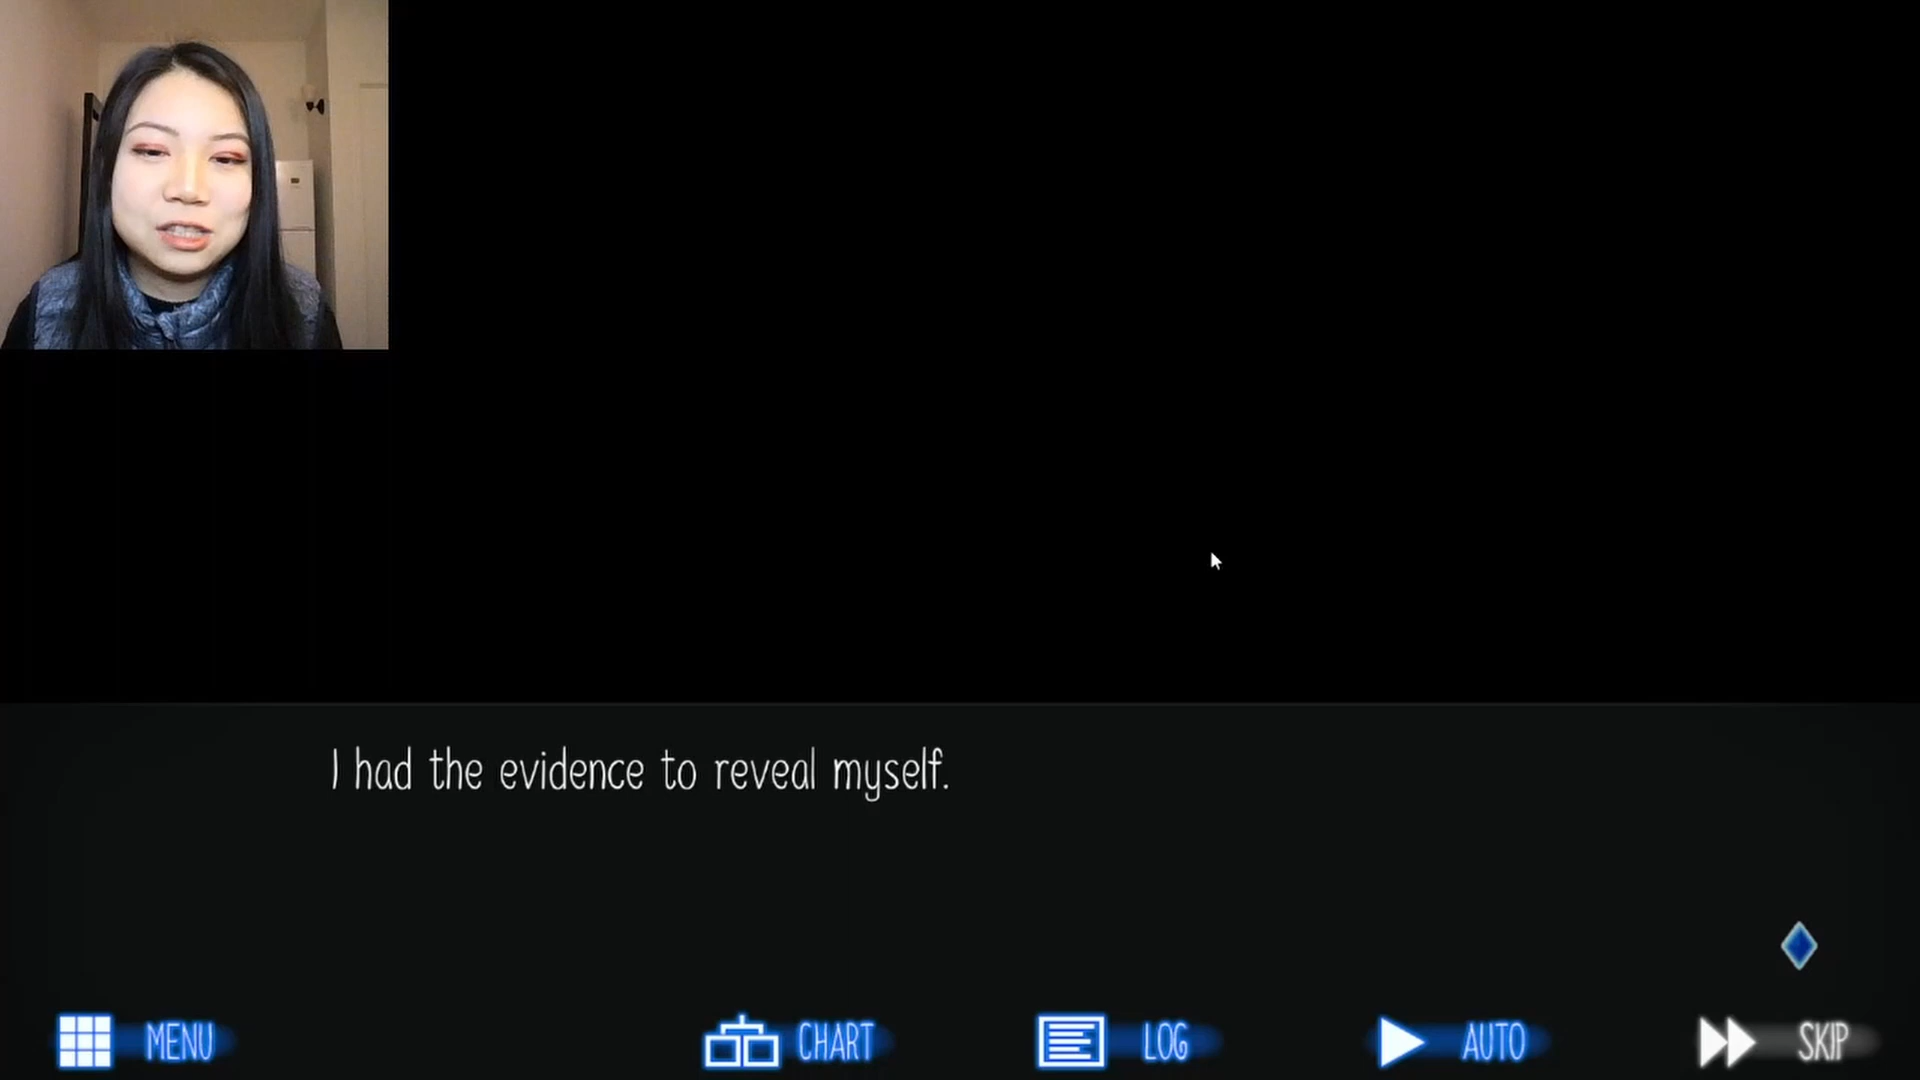 I had the evidence to reveal myself.
MENU
CHART
LOG
AUTO
SKIP